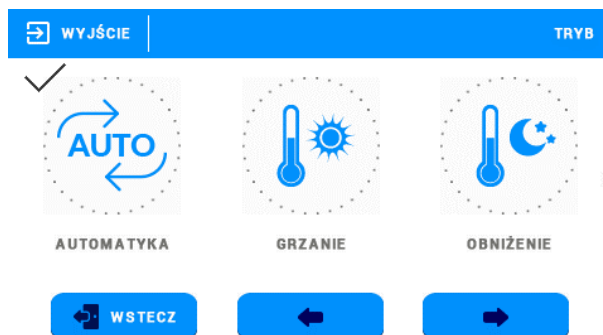 WYJŚCIE
TRYB
AUTO
AUTOMATYKA
GRZANIE
OBNIŻENIE
WSTECZ